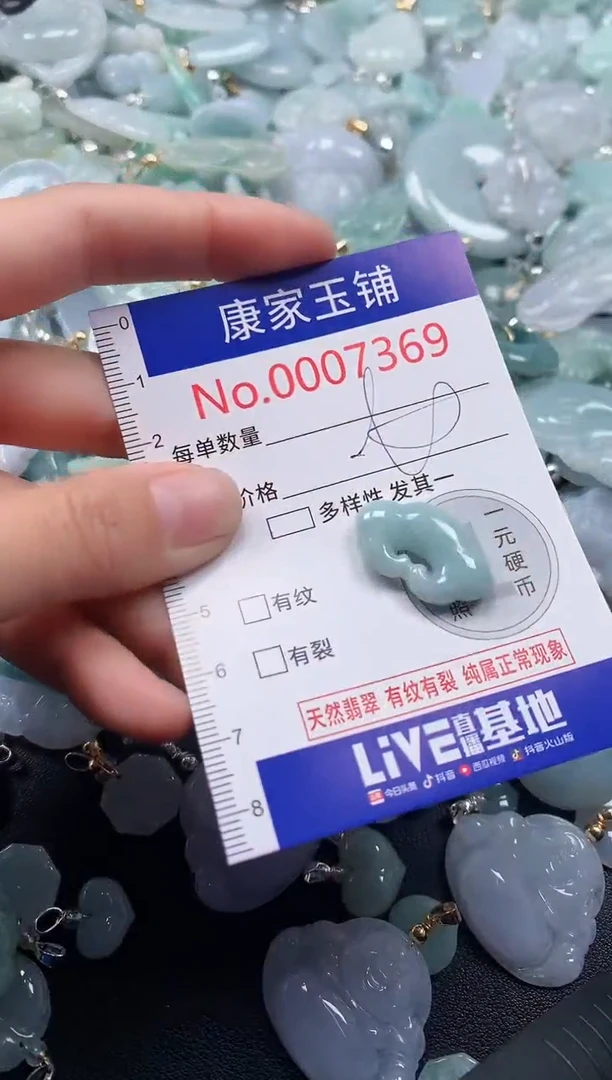 康家玉铺
No.0007369
每单数量
价格
多样性 发其一
一元硬币
照
有纹
有裂
天然翡翠 有纹有裂 纯属正常现象
LiVE直播基地
今日头条 抖音 西瓜视频 抖音火山版
0
1
2
5
6
7
8